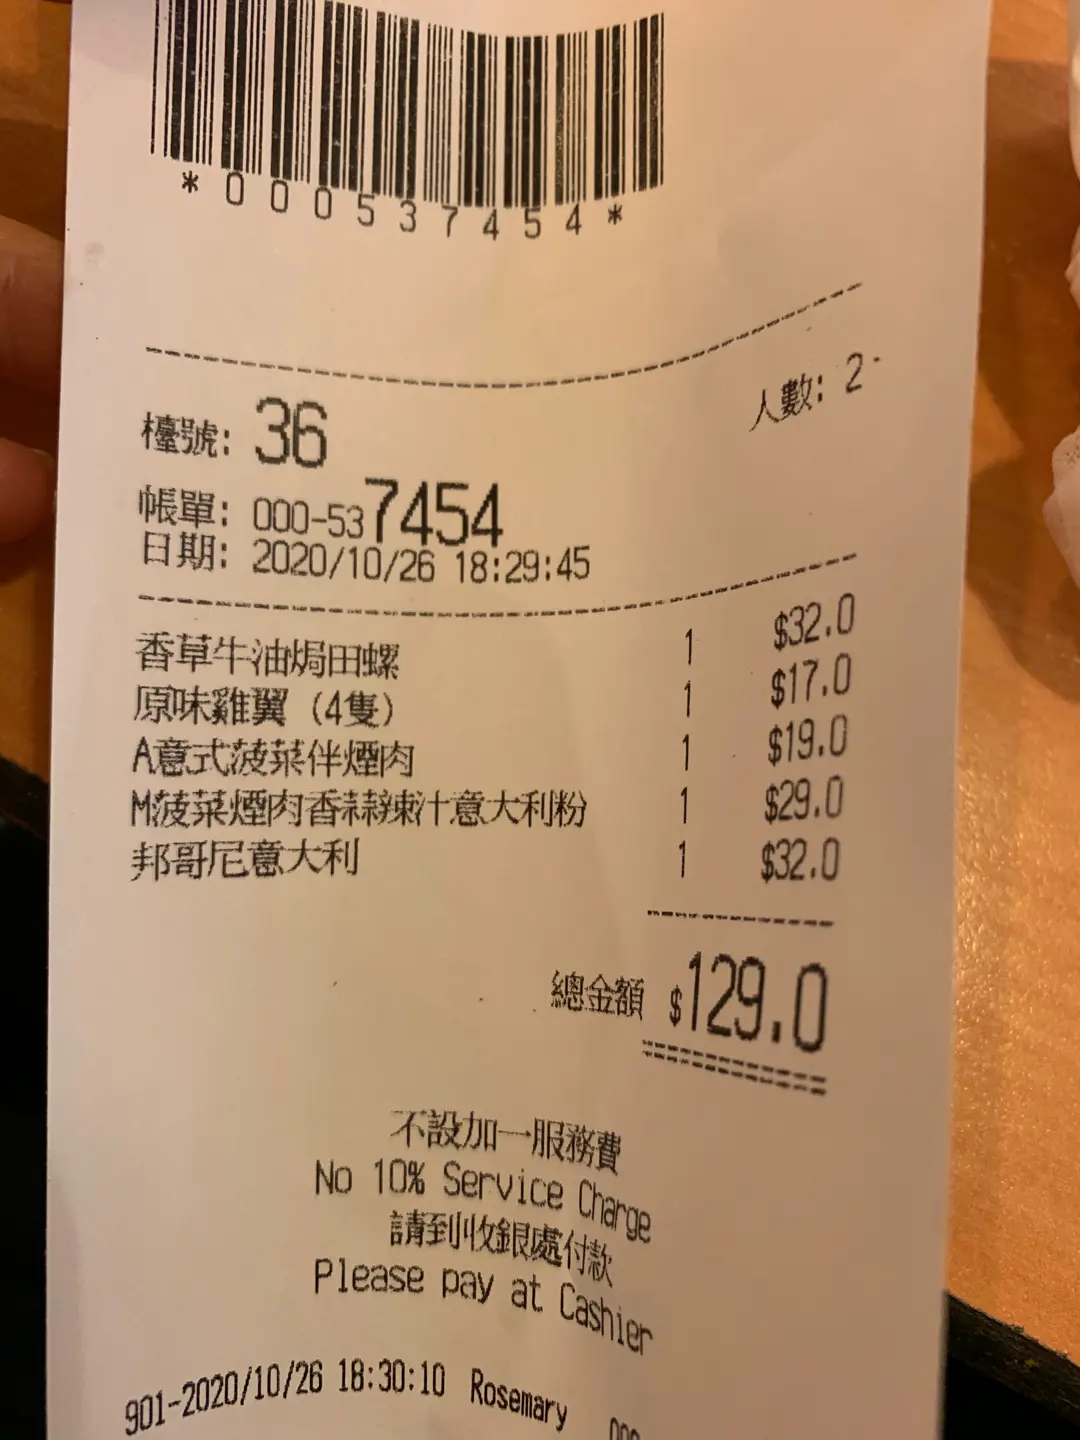 *000537454*
檯號: 36
人數: 2
帳單: 000-537454
日期: 2020/10/26 18:29:45
香草牛油焗田螺 1 $32.0
原味雞翼 (4隻) 1 $17.0
A意式菠菜伴煙肉 1 $19.0
M菠菜煙肉香蒜辣汁意大利粉 1 $29.0
邦哥尼意大利 1 $32.0
總金額 $129.0
不設加一服務費
No 10% Service Charge
請到收銀處付款
Please pay at Cashier
901-2020/10/26 18:30:10 Rosemary